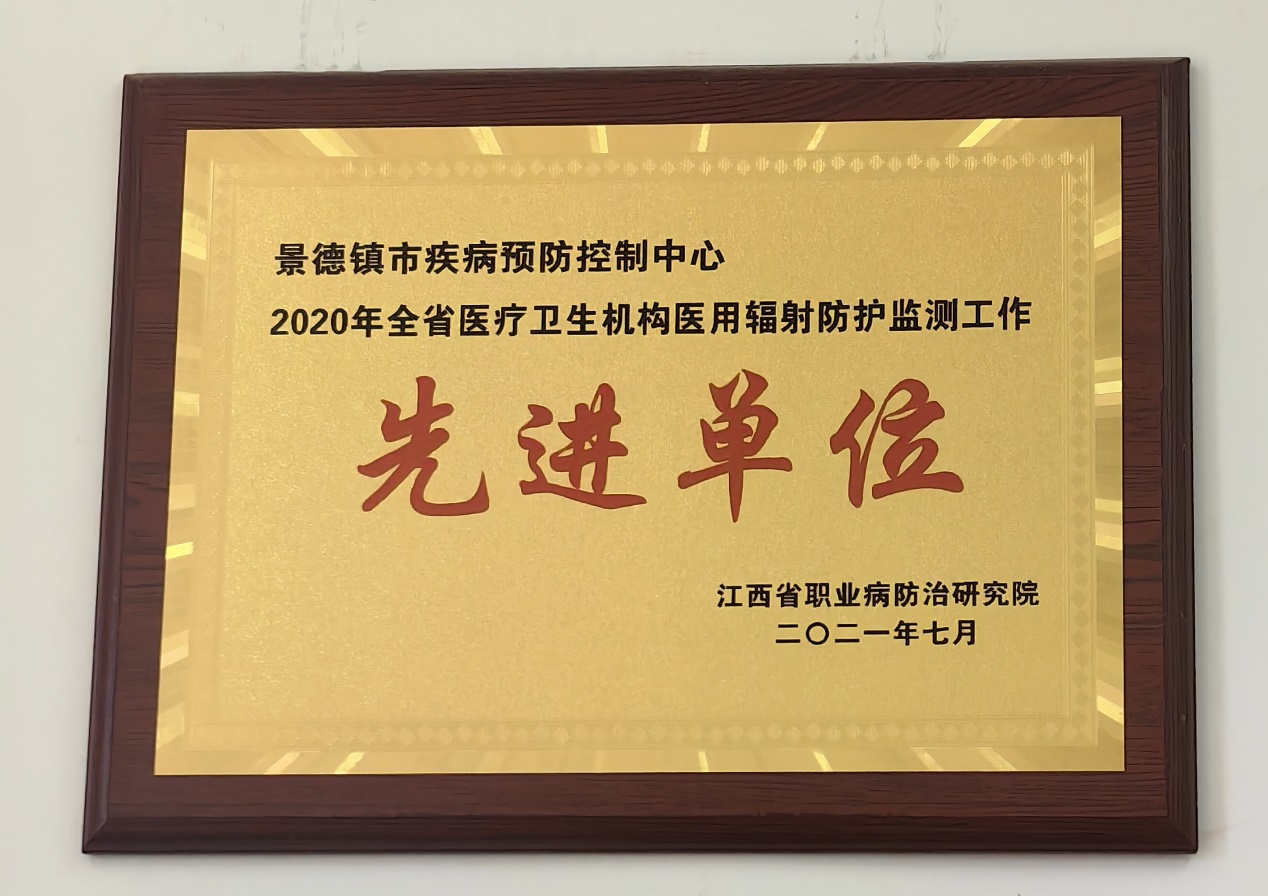 景德镇市疾病预防控制中心
2020年全省医疗卫生机构医用辐射防护监测工作
先进单位
江西省职业病防治研究院
二〇二一年七月